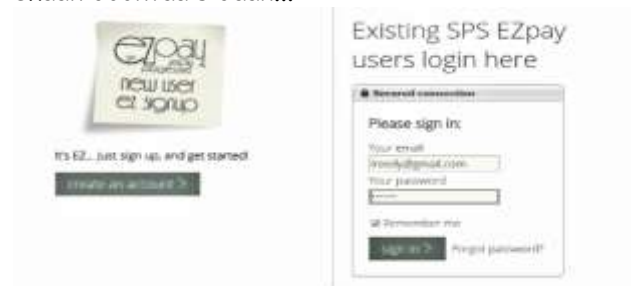 EZpay
new user
ez signup
It's EZ... just sign up, and get started!
create an account >
Existing SPS EZpay
users login here
Secured connection
Please sign in:
Your email
Your password
Remember me
sign in >
Forgot password?